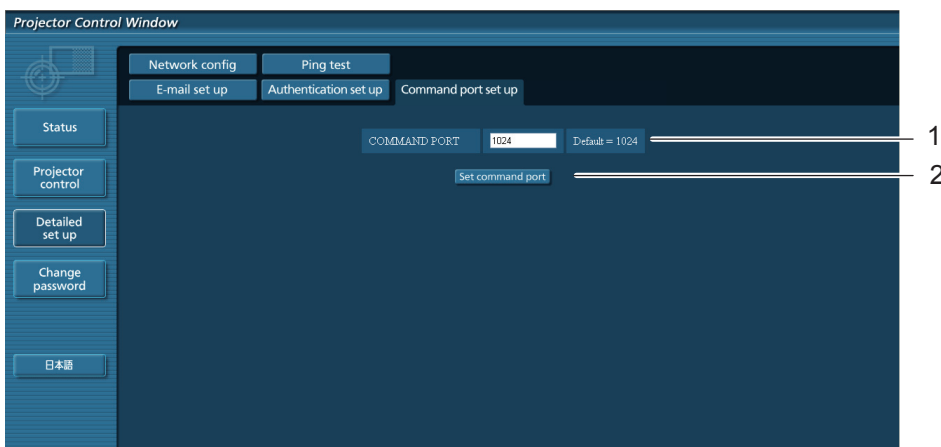 Projector Control Window
Network config
Ping test
E-mail set up
Authentication set up
Command port set up
Status
COMMAND PORT 1024 Default = 1024
1
Set command port
2
Projector
control
Detailed
set up
Change
password
日本語